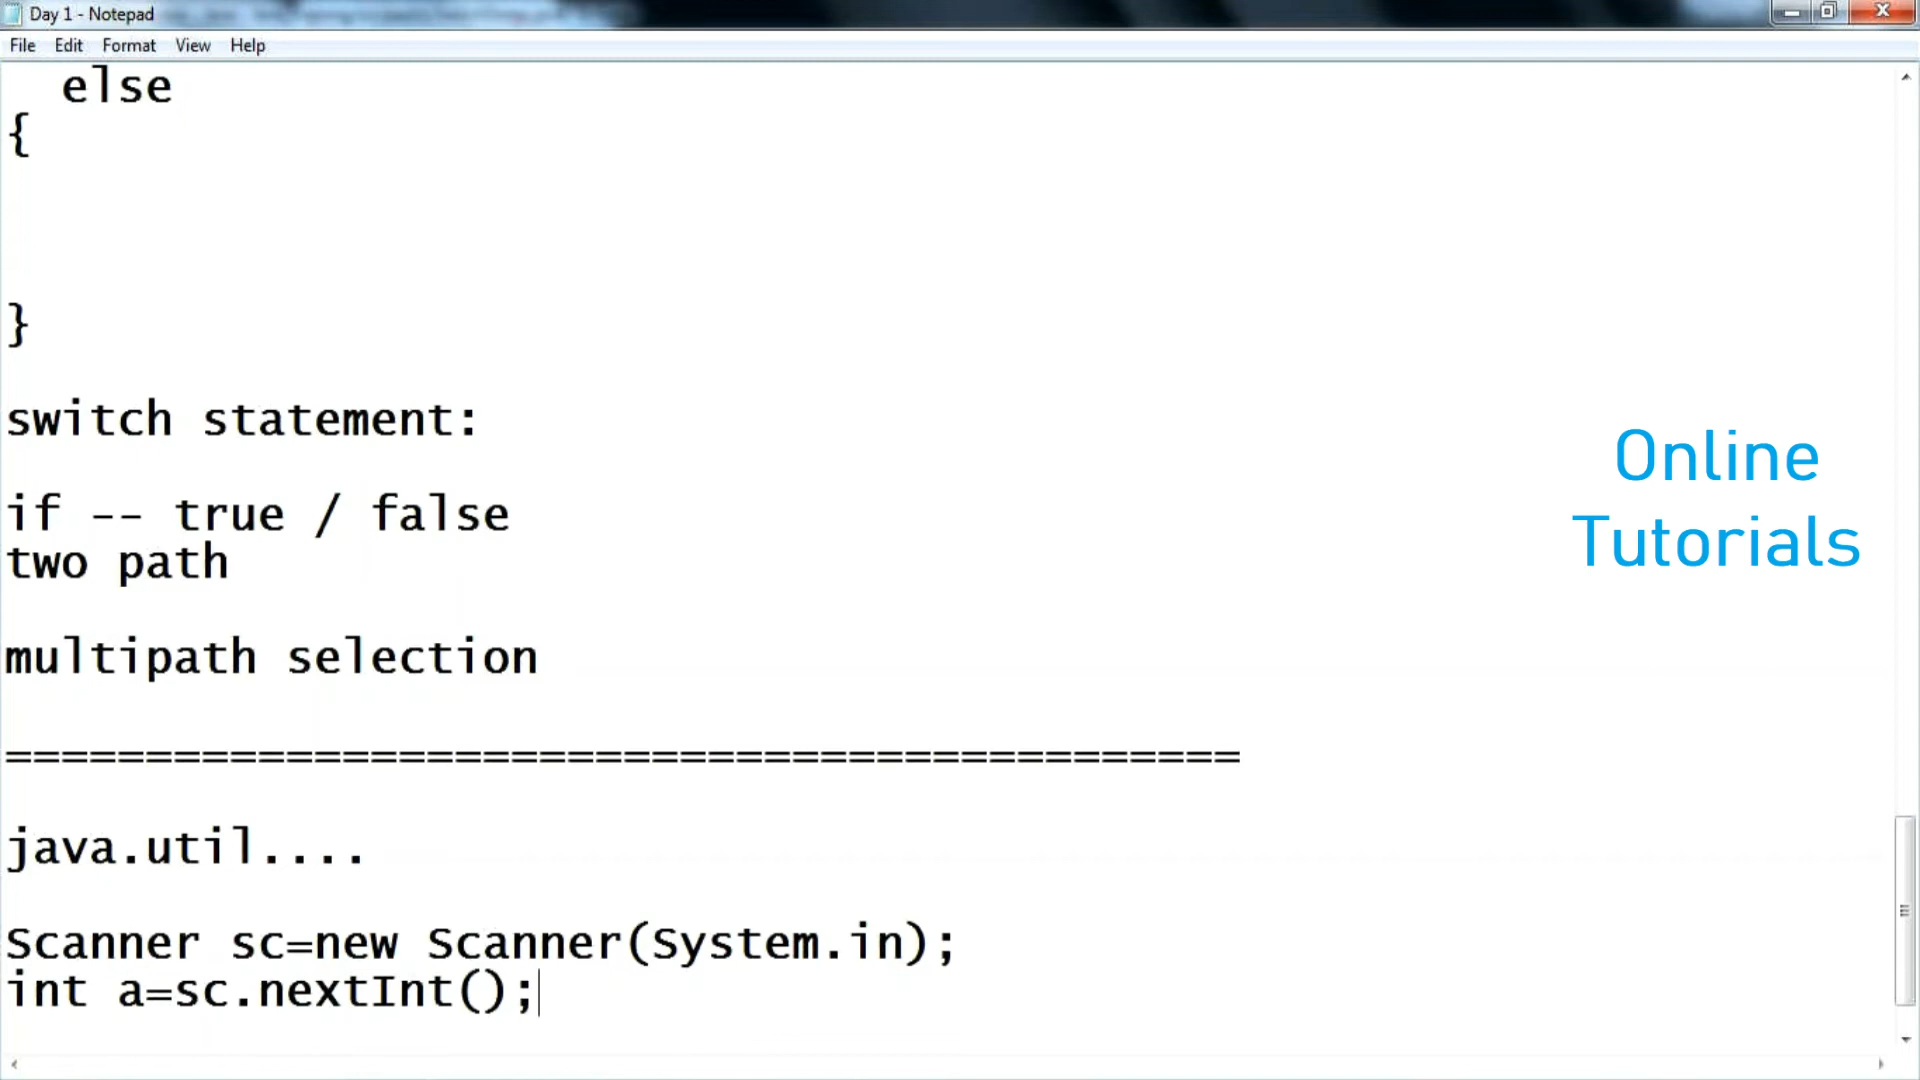 Day 1 - Notepad
File Edit Format View Help
else
{
}
switch statement:
if -- true / false
two path
multipath selection
============================================
java.util....
Scanner sc=new Scanner(System.in);
int a=sc.nextInt();
Online
Tutorials